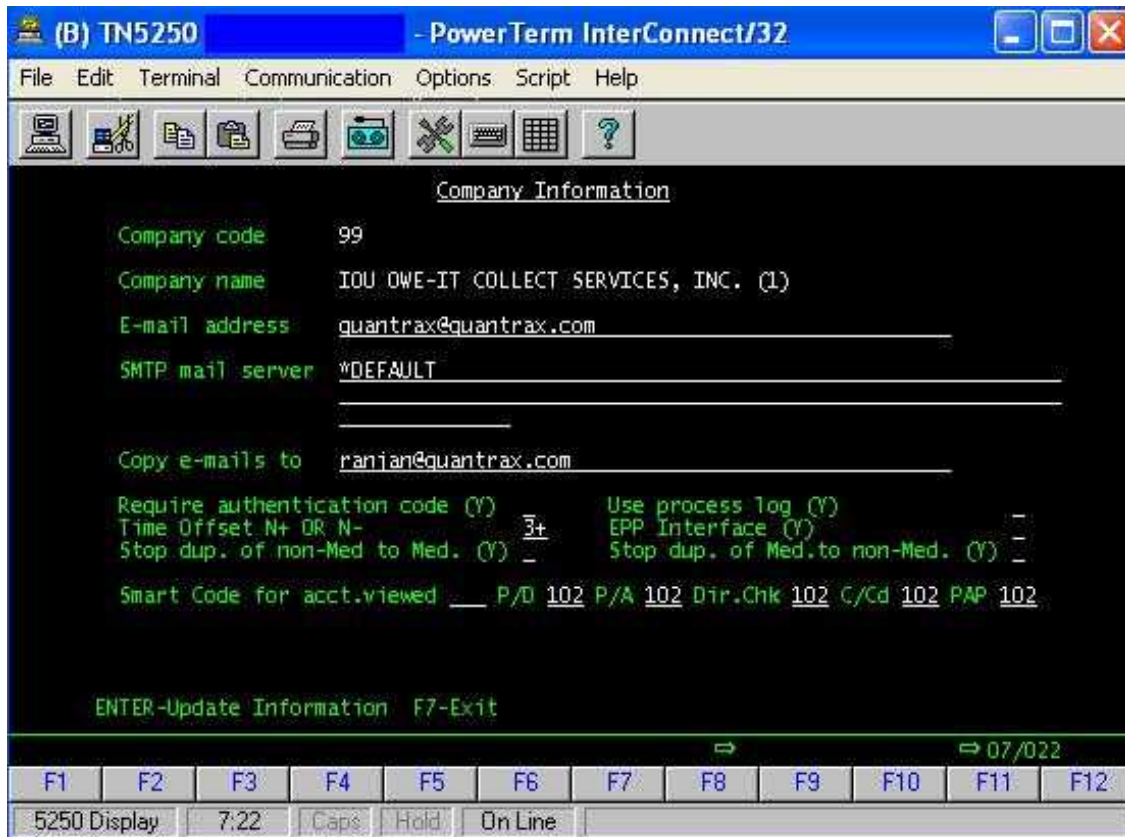 (B) TN5250 - PowerTerm InterConnect/32
File Edit Terminal Communication Options Script Help
Company Information
Company code 99
Company name IOU OWE-IT COLLECT SERVICES, INC. (1)
E-mail address quantrax@quantrax.com
SMTP mail server *DEFAULT
Copy e-mails to ranjan@quantrax.com
Require authentication code (Y) _ Use process log (Y) _
Time Offset N+ OR N- 3+ EPP Interface (Y) _
Stop dup. of non-Med to Med. (Y) _ Stop dup. of Med.to non-Med. (Y) _
Smart Code for acct.viewed ___ P/D 102 P/A 102 Dir.Chk 102 C/Cd 102 PAP 102
ENTER-Update Information F7-Exit
⇨ ⇨ 07/022
F1 F2 F3 F4 F5 F6 F7 F8 F9 F10 F11 F12
5250 Display 7:22 Caps Hold On Line